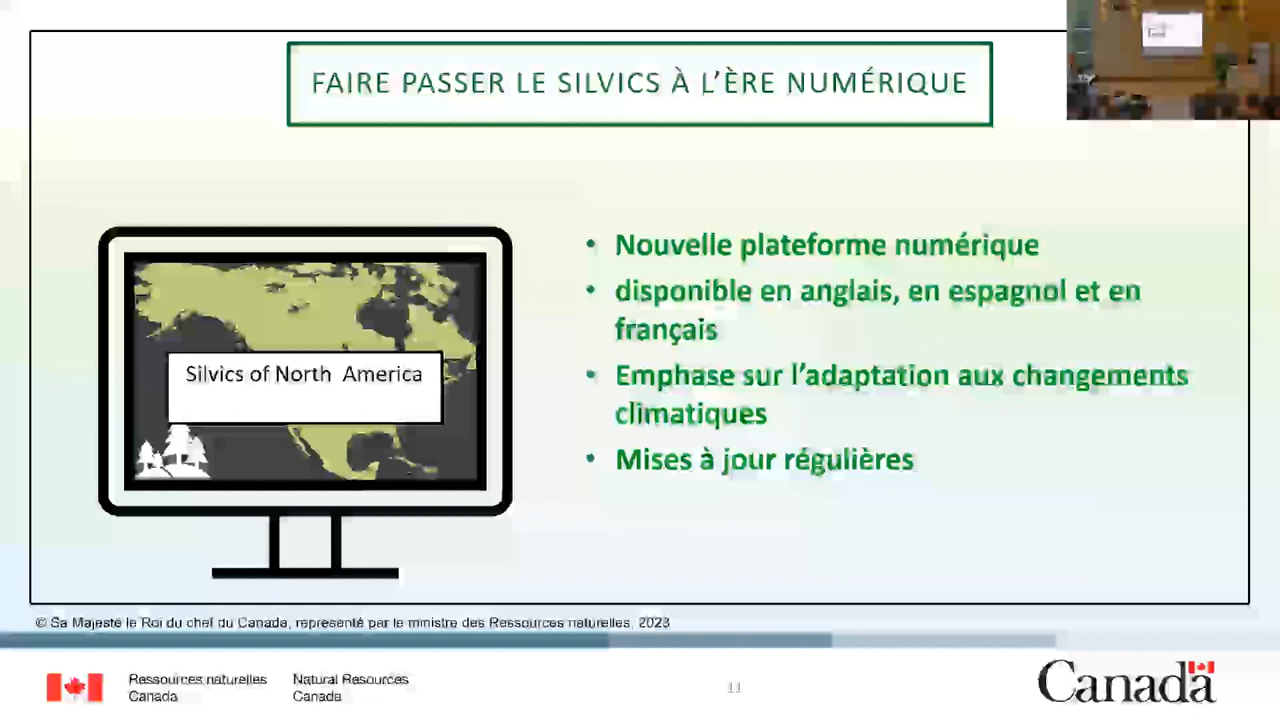 FAIRE PASSER LE SILVICS À L'ÈRE NUMÉRIQUE
Silvics of North America
• Nouvelle plateforme numérique
• disponible en anglais, en espagnol et en
français
• Emphase sur l'adaptation aux changements
climatiques
• Mises à jour régulières
© Sa Majesté le Roi du chef du Canada, représenté par le ministre des Ressources naturelles, 2023
Ressources naturelles
Canada
Natural Resources
Canada
11
Canada